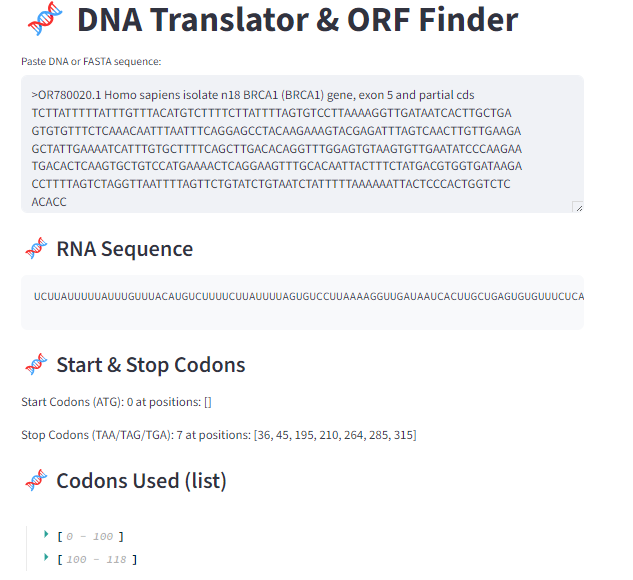 DNA Translator & ORF Finder
Paste DNA or FASTA sequence:
>OR780020.1 Homo sapiens isolate n18 BRCA1 (BRCA1) gene, exon 5 and partial cds
TCTTATTTTTATTTGTTTACATGTCTTTTCTTATTTTAGTGTCCTTAAAAGGTTGATAATCACTTGCTGA
GTGTGTTTCTCAAACAATTTAATTTCAGGAGCCTACAAGAAAGTACGAGATTTAGTCAACTTGTTGAAGA
GCTATTGAAAATCATTTGTGCTTTTCAGCTTGACACAGGTTTGGAGTGTAAGTGTTGAATATCCCAAGAA
TGACACTCAAGTGCTGTCCATGAAAACTCAGGAAGTTTGCACAATTACTTTCTATGACGTGGTGATAAGA
CCTTTTAGTCTAGGTTAATTTTAGTTCTGTATCTGTAATCTATTTTTAAAAAATTACTCCCACTGGTCTC
ACACC
RNA Sequence
UCUUAUUUUUAUUUGUUUACAUGUCUUUUCUUAUUUUAGUGUCCUUAAAAGGUUGAUAAUCACUUGCUGAGUGUGUUUCUCA
Start & Stop Codons
Start Codons (ATG): 0 at positions: []
Stop Codons (TAA/TAG/TGA): 7 at positions: [36, 45, 195, 210, 264, 285, 315]
Codons Used (list)
[ 0 – 100 ]
[ 100 – 118 ]